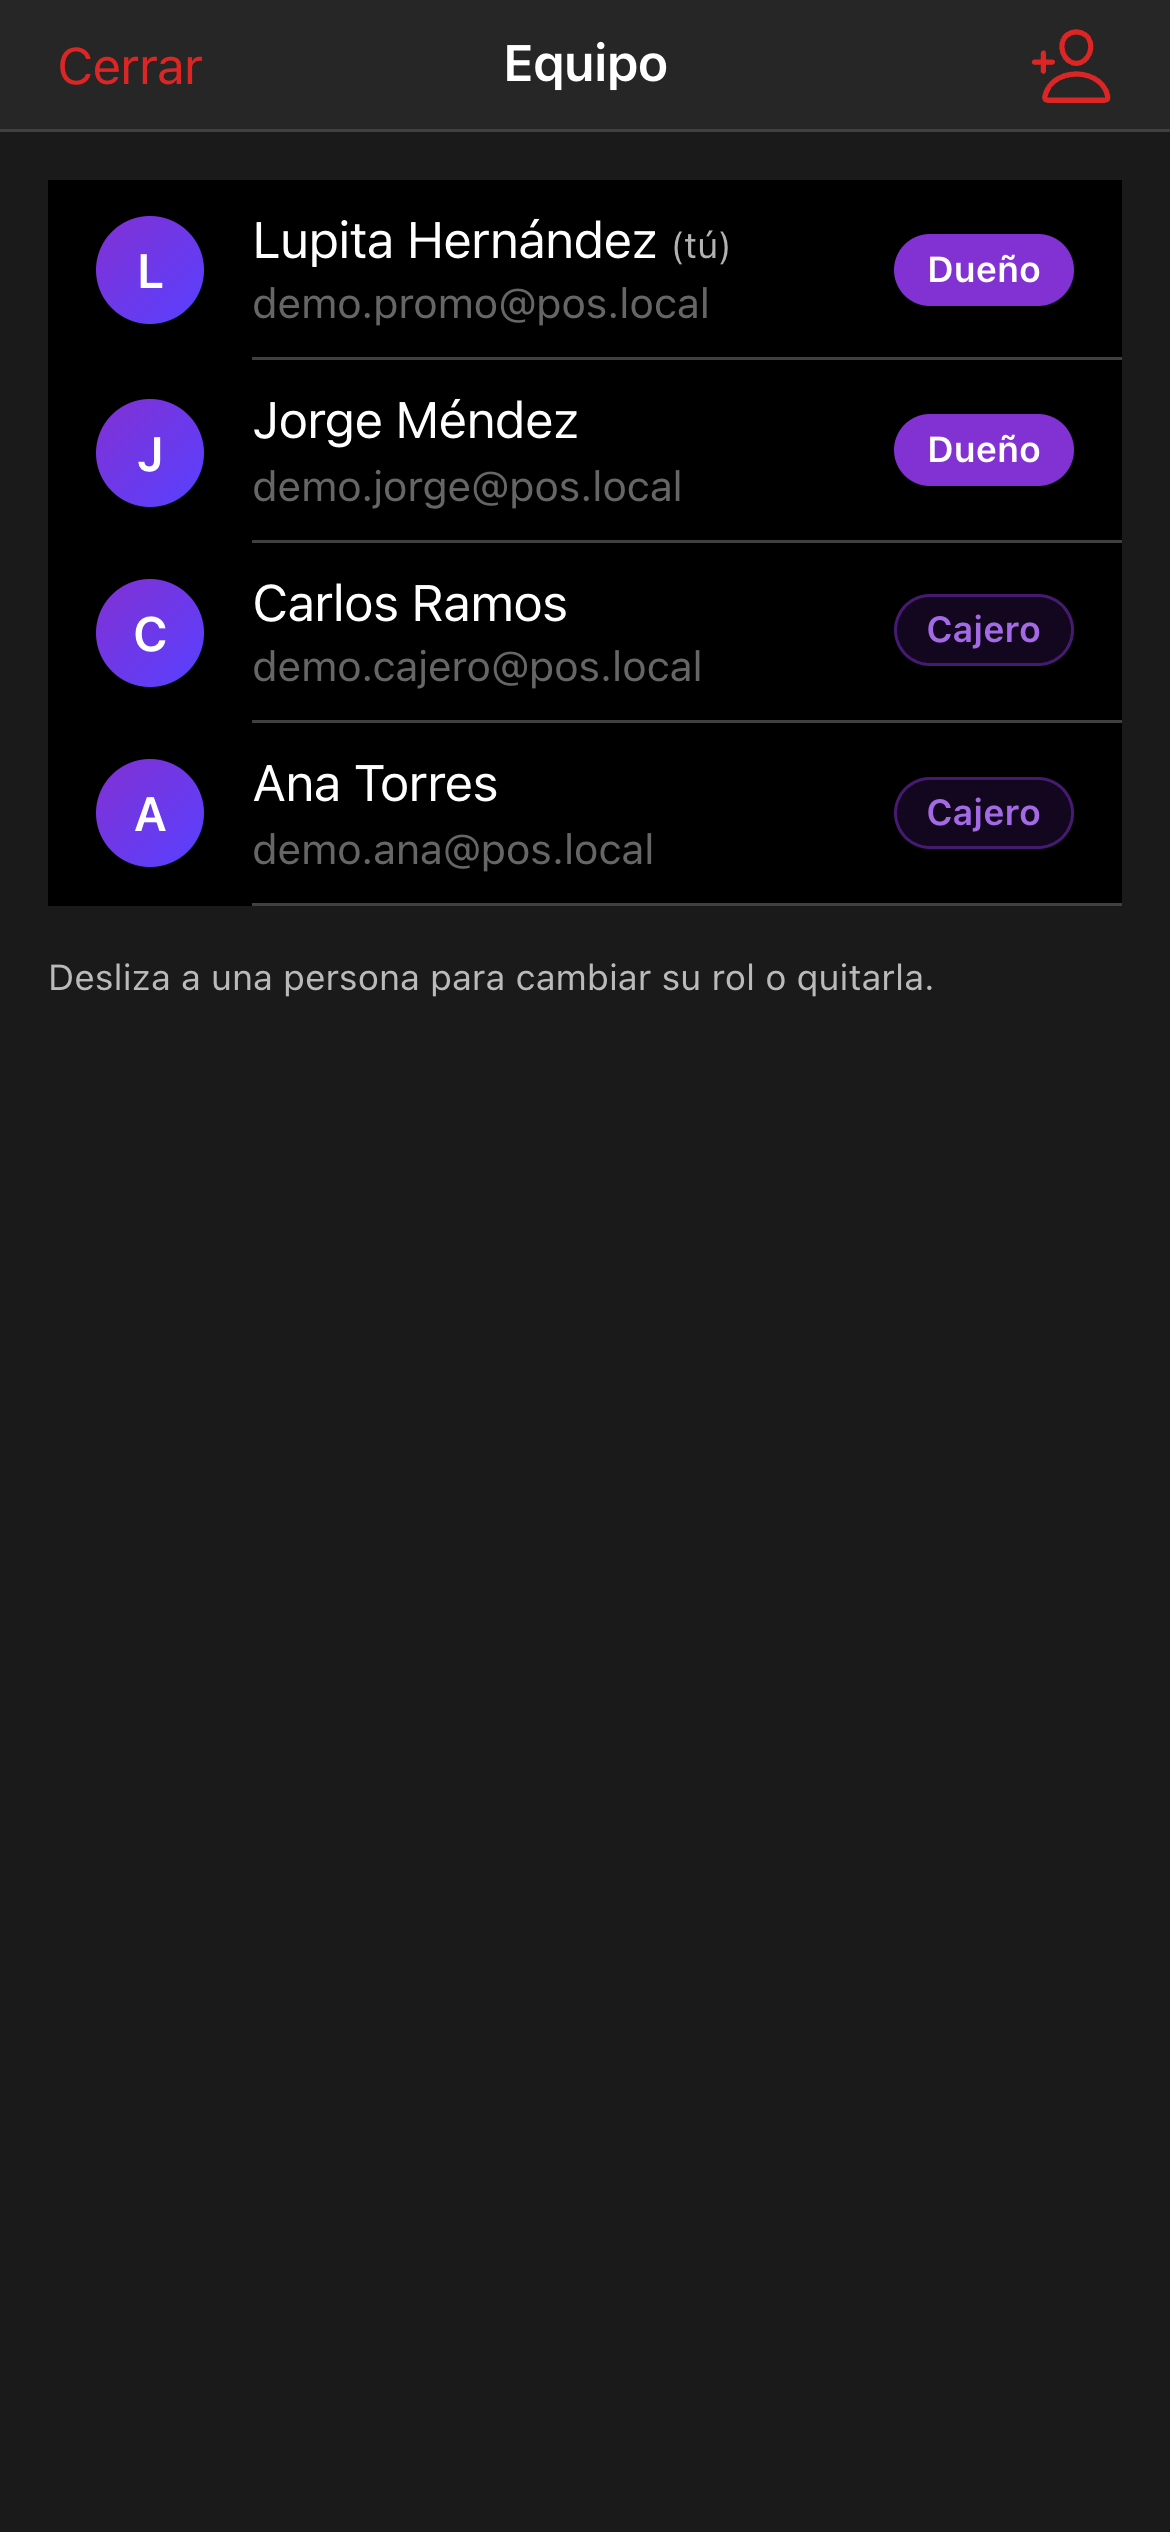 Cerrar
Equipo
L
Lupita Hernández (tú)
demo.promo@pos.local
Dueño
J
Jorge Méndez
demo.jorge@pos.local
Dueño
C
Carlos Ramos
demo.cajero@pos.local
Cajero
A
Ana Torres
demo.ana@pos.local
Cajero
Desliza a una persona para cambiar su rol o quitarla.